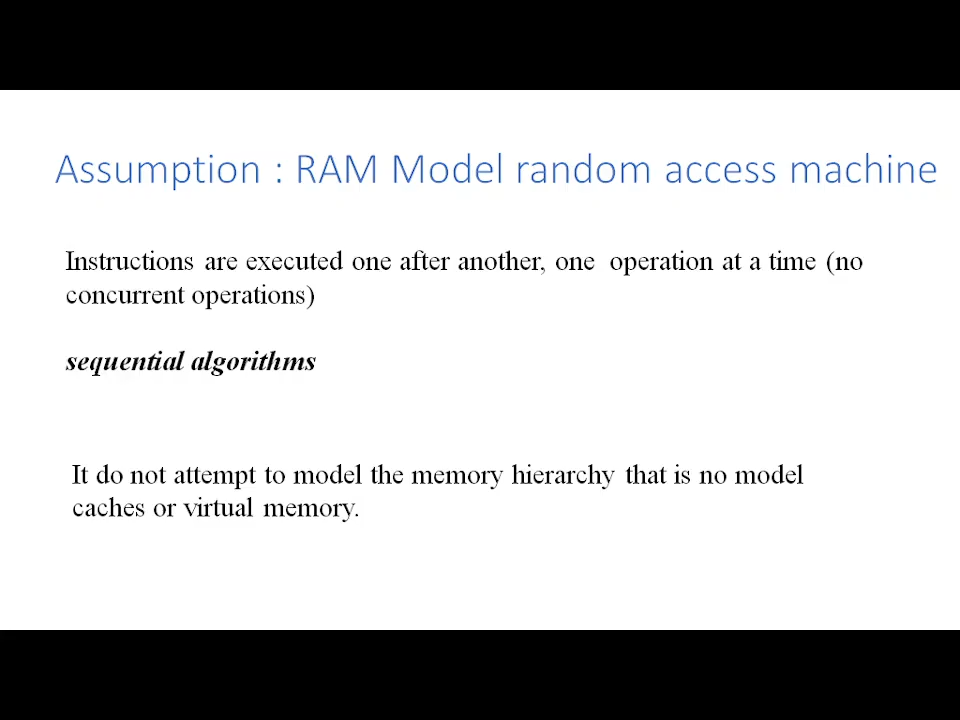 Assumption : RAM Model random access machine
Instructions are executed one after another, one operation at a time (no
concurrent operations)
sequential algorithms
It do not attempt to model the memory hierarchy that is no model
caches or virtual memory.